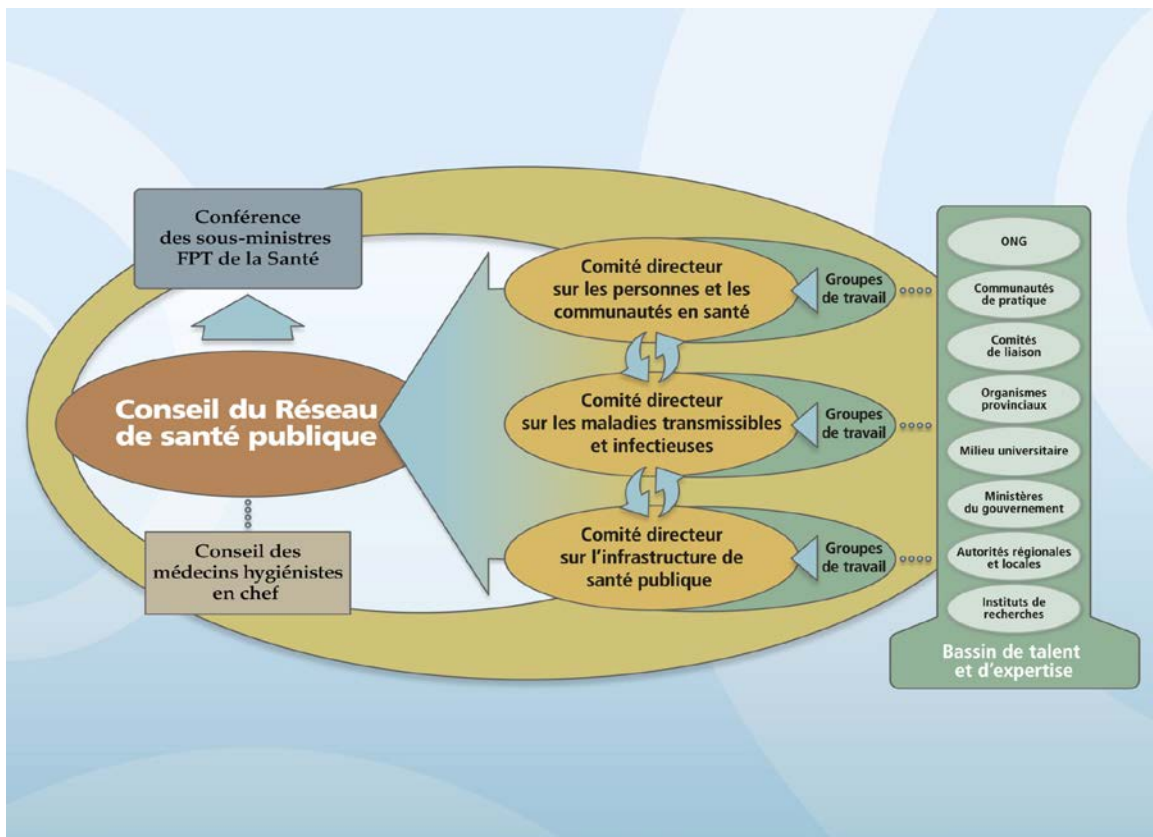 Conférence
des sous-ministres
FPT de la Santé
Conseil du Réseau
de santé publique
Conseil des
médecins hygiénistes
en chef
Comité directeur
sur les personnes et les
communautés en santé
Groupes
de travail
Comité directeur
sur les maladies transmissibles
et infectieuses
Groupes
de travail
Comité directeur
sur l'infrastructure de
santé publique
Groupes
de travail
ONG
Communautés
de pratique
Comités
de liaison
Organismes
provinciaux
Milieu universitaire
Ministères
du gouvernement
Autorités régionales
et locales
Instituts de
recherches
Bassin de talent
et d'expertise